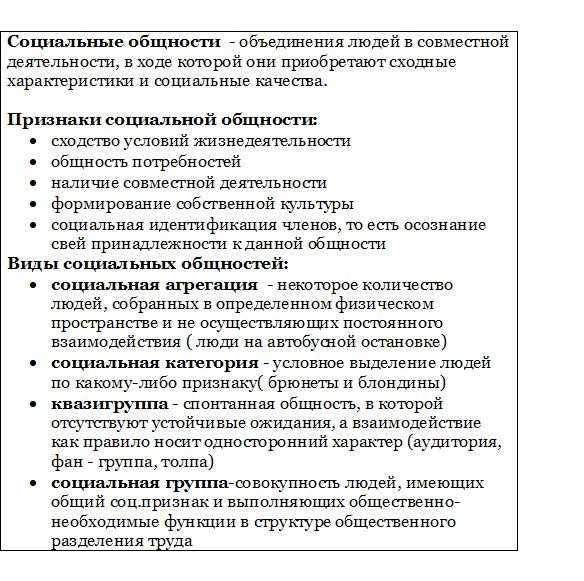 Социальные общности - объединения людей в совместной
деятельности, в ходе которой они приобретают сходные
характеристики и социальные качества.
Признаки социальной общности:
• сходство условий жизнедеятельности
• общность потребностей
• наличие совместной деятельности
• формирование собственной культуры
• социальная идентификация членов, то есть осознание
свей принадлежности к данной общности
Виды социальных общностей:
• социальная агрегация - некоторое количество
людей, собранных в определенном физическом
пространстве и не осуществляющих постоянного
взаимодействия ( люди на автобусной остановке)
• социальная категория - условное выделение людей
по какому-либо признаку( брюнеты и блондины)
• квазигруппа - спонтанная общность, в которой
отсутствуют устойчивые ожидания, а взаимодействие
как правило носит односторонний характер (аудитория,
фан - группа, толпа)
• социальная группа-совокупность людей, имеющих
общий соц.признак и выполняющих общественно-
необходимые функции в структуре общественного
разделения труда